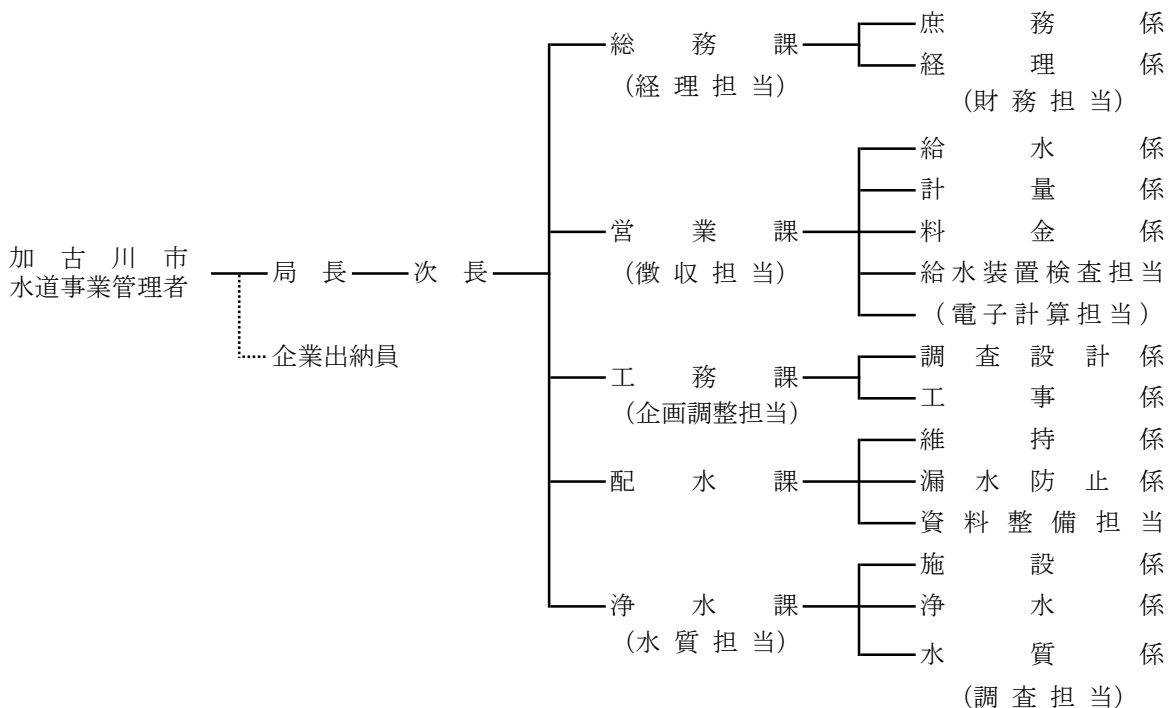 加古川市
水道事業管理者
局長
次長
企業出納員
総務課
(経理担当)
庶務係
経理係
(財務担当)
営業課
(徴収担当)
給水係
計量係
料金係
給水装置検査担当
(電子計算担当)
工務課
(企画調整担当)
調査設計係
工事係
配水課
維持係
漏水防止係
資料整備担当
浄水課
(水質担当)
施設係
浄水係
水質係
(調査担当)